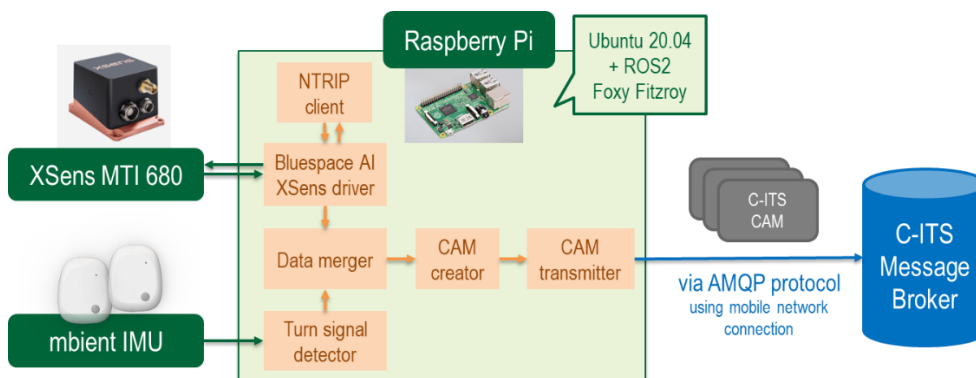 Raspberry Pi
Ubuntu 20.04
+ ROS2
Foxy Fitzroy
xsens
XSens MTI 680
NTRIP
client
Bluespace AI
XSens driver
Data merger
CAM
creator
CAM
transmitter
Turn signal
detector
mbient IMU
C-ITS
CAM
via AMQP protocol
using mobile network
connection
C-ITS
Message
Broker